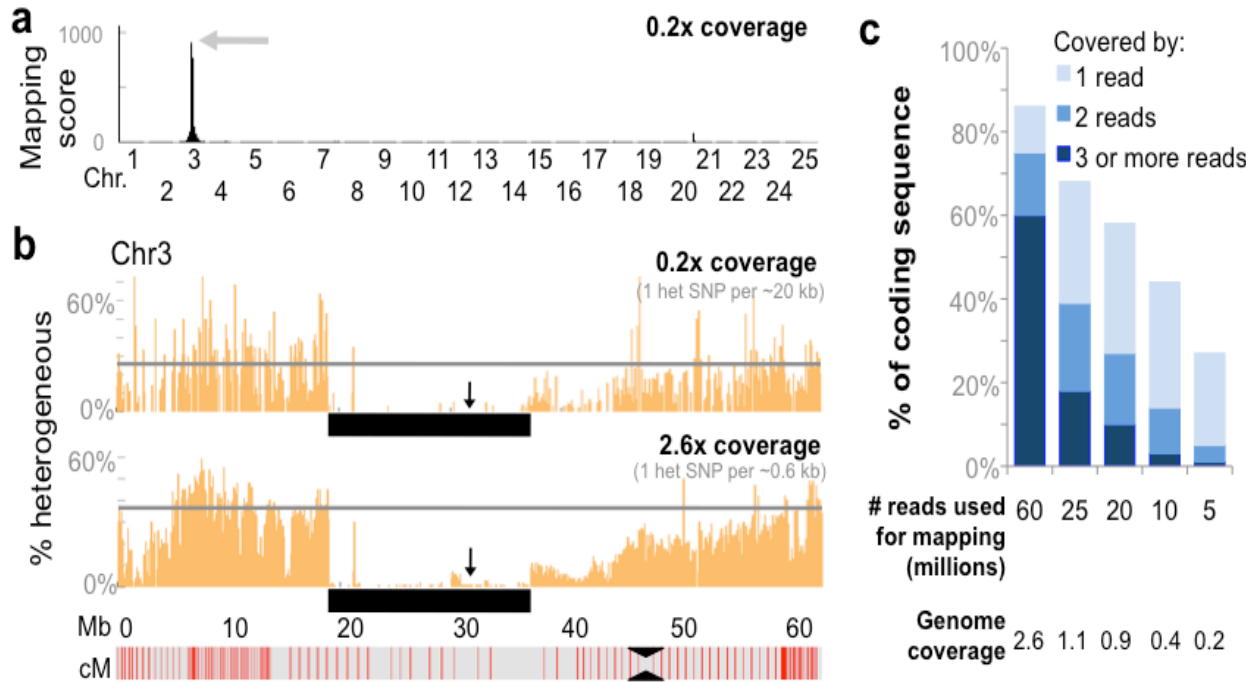 a
Mapping score
1000
0
0.2x coverage
1 3 5 7 9 11 13 15 17 19 21 23 25
Chr. 2 4 6 8 10 12 14 16 18 20 22 24
b
Chr3
% heterogeneous
0.2x coverage
(1 het SNP per ~20 kb)
60%
0%
2.6x coverage
(1 het SNP per ~0.6 kb)
60%
0%
Mb 0 10 20 30 40 50 60
cM
c
% of coding sequence
100%
80%
60%
40%
20%
0%
Covered by:
1 read
2 reads
3 or more reads
# reads used
for mapping
(millions)
60 25 20 10 5
Genome
coverage
2.6 1.1 0.9 0.4 0.2